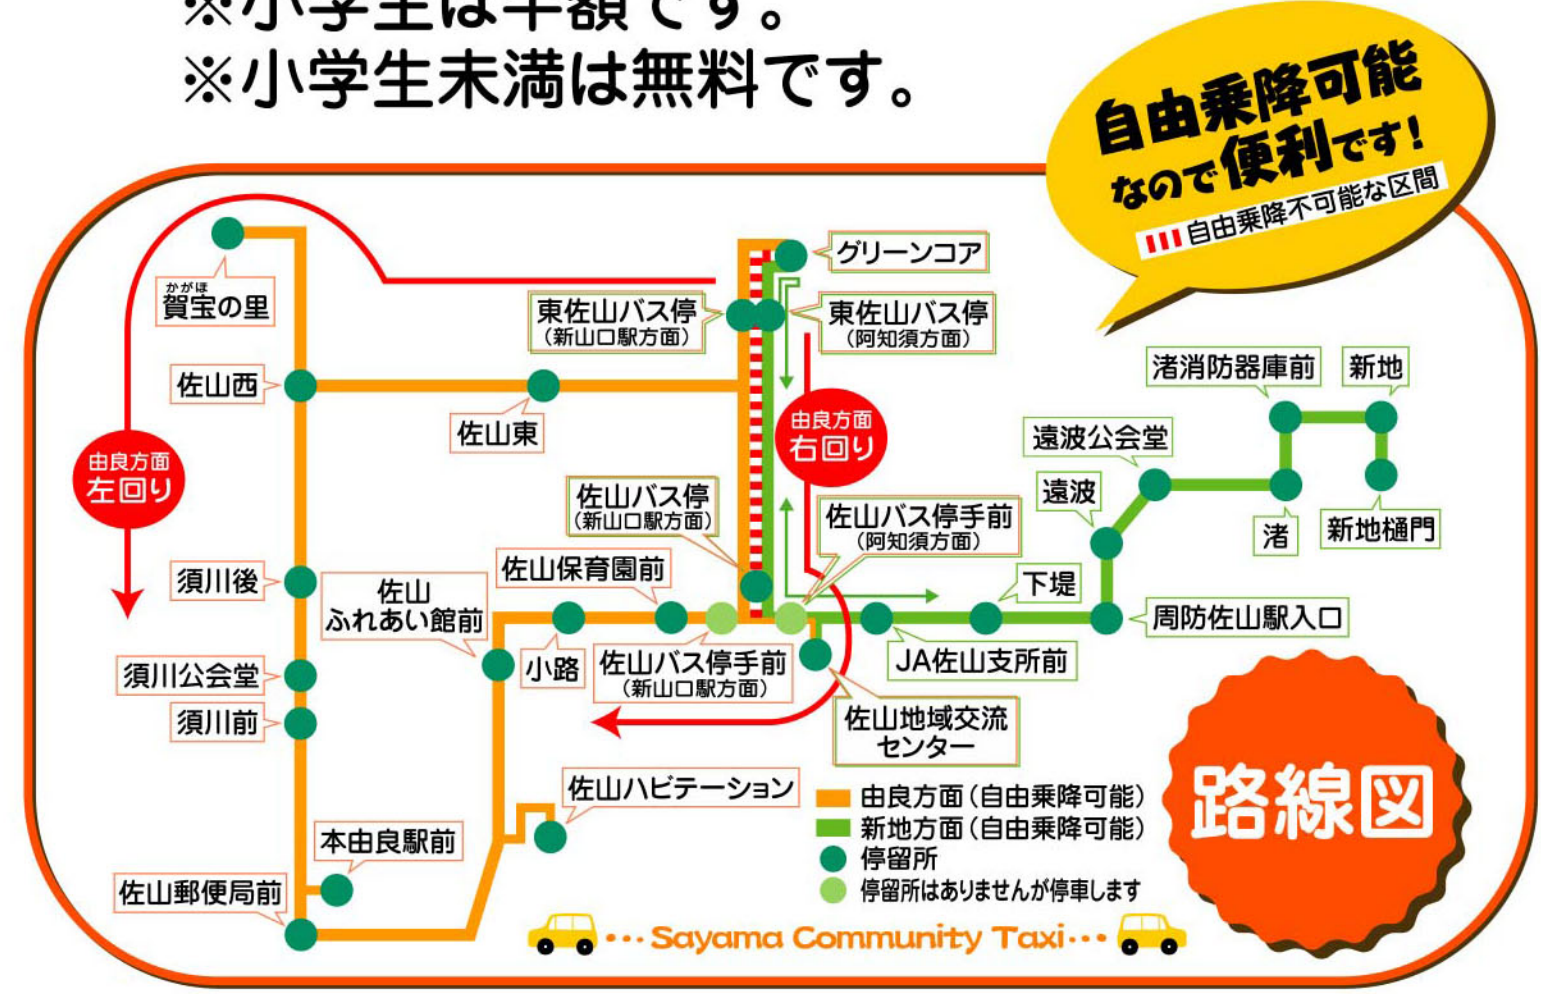 ※小学生は半額です。
※小学生未満は無料です。
自由乗降可能
なので便利です!
自由乗降不可能な区間
かがほ
賀宝の里
グリーンコア
東佐山バス停
(新山口駅方面)
東佐山バス停
(阿知須方面)
佐山西
佐山東
由良方面
右回り
由良方面
左回り
渚消防器庫前
新地
遠波公会堂
遠波
渚
新地樋門
佐山バス停
(新山口駅方面)
佐山バス停手前
(阿知須方面)
須川後
佐山
ふれあい館前
佐山保育園前
下堤
周防佐山駅入口
須川公会堂
小路
佐山バス停手前
(新山口駅方面)
JA佐山支所前
須川前
佐山地域交流
センター
佐山ハビテーション
本由良駅前
佐山郵便局前
由良方面(自由乗降可能)
新地方面(自由乗降可能)
停留所
停留所はありませんが停車します
路線図
・・・Sayama Community Taxi・・・